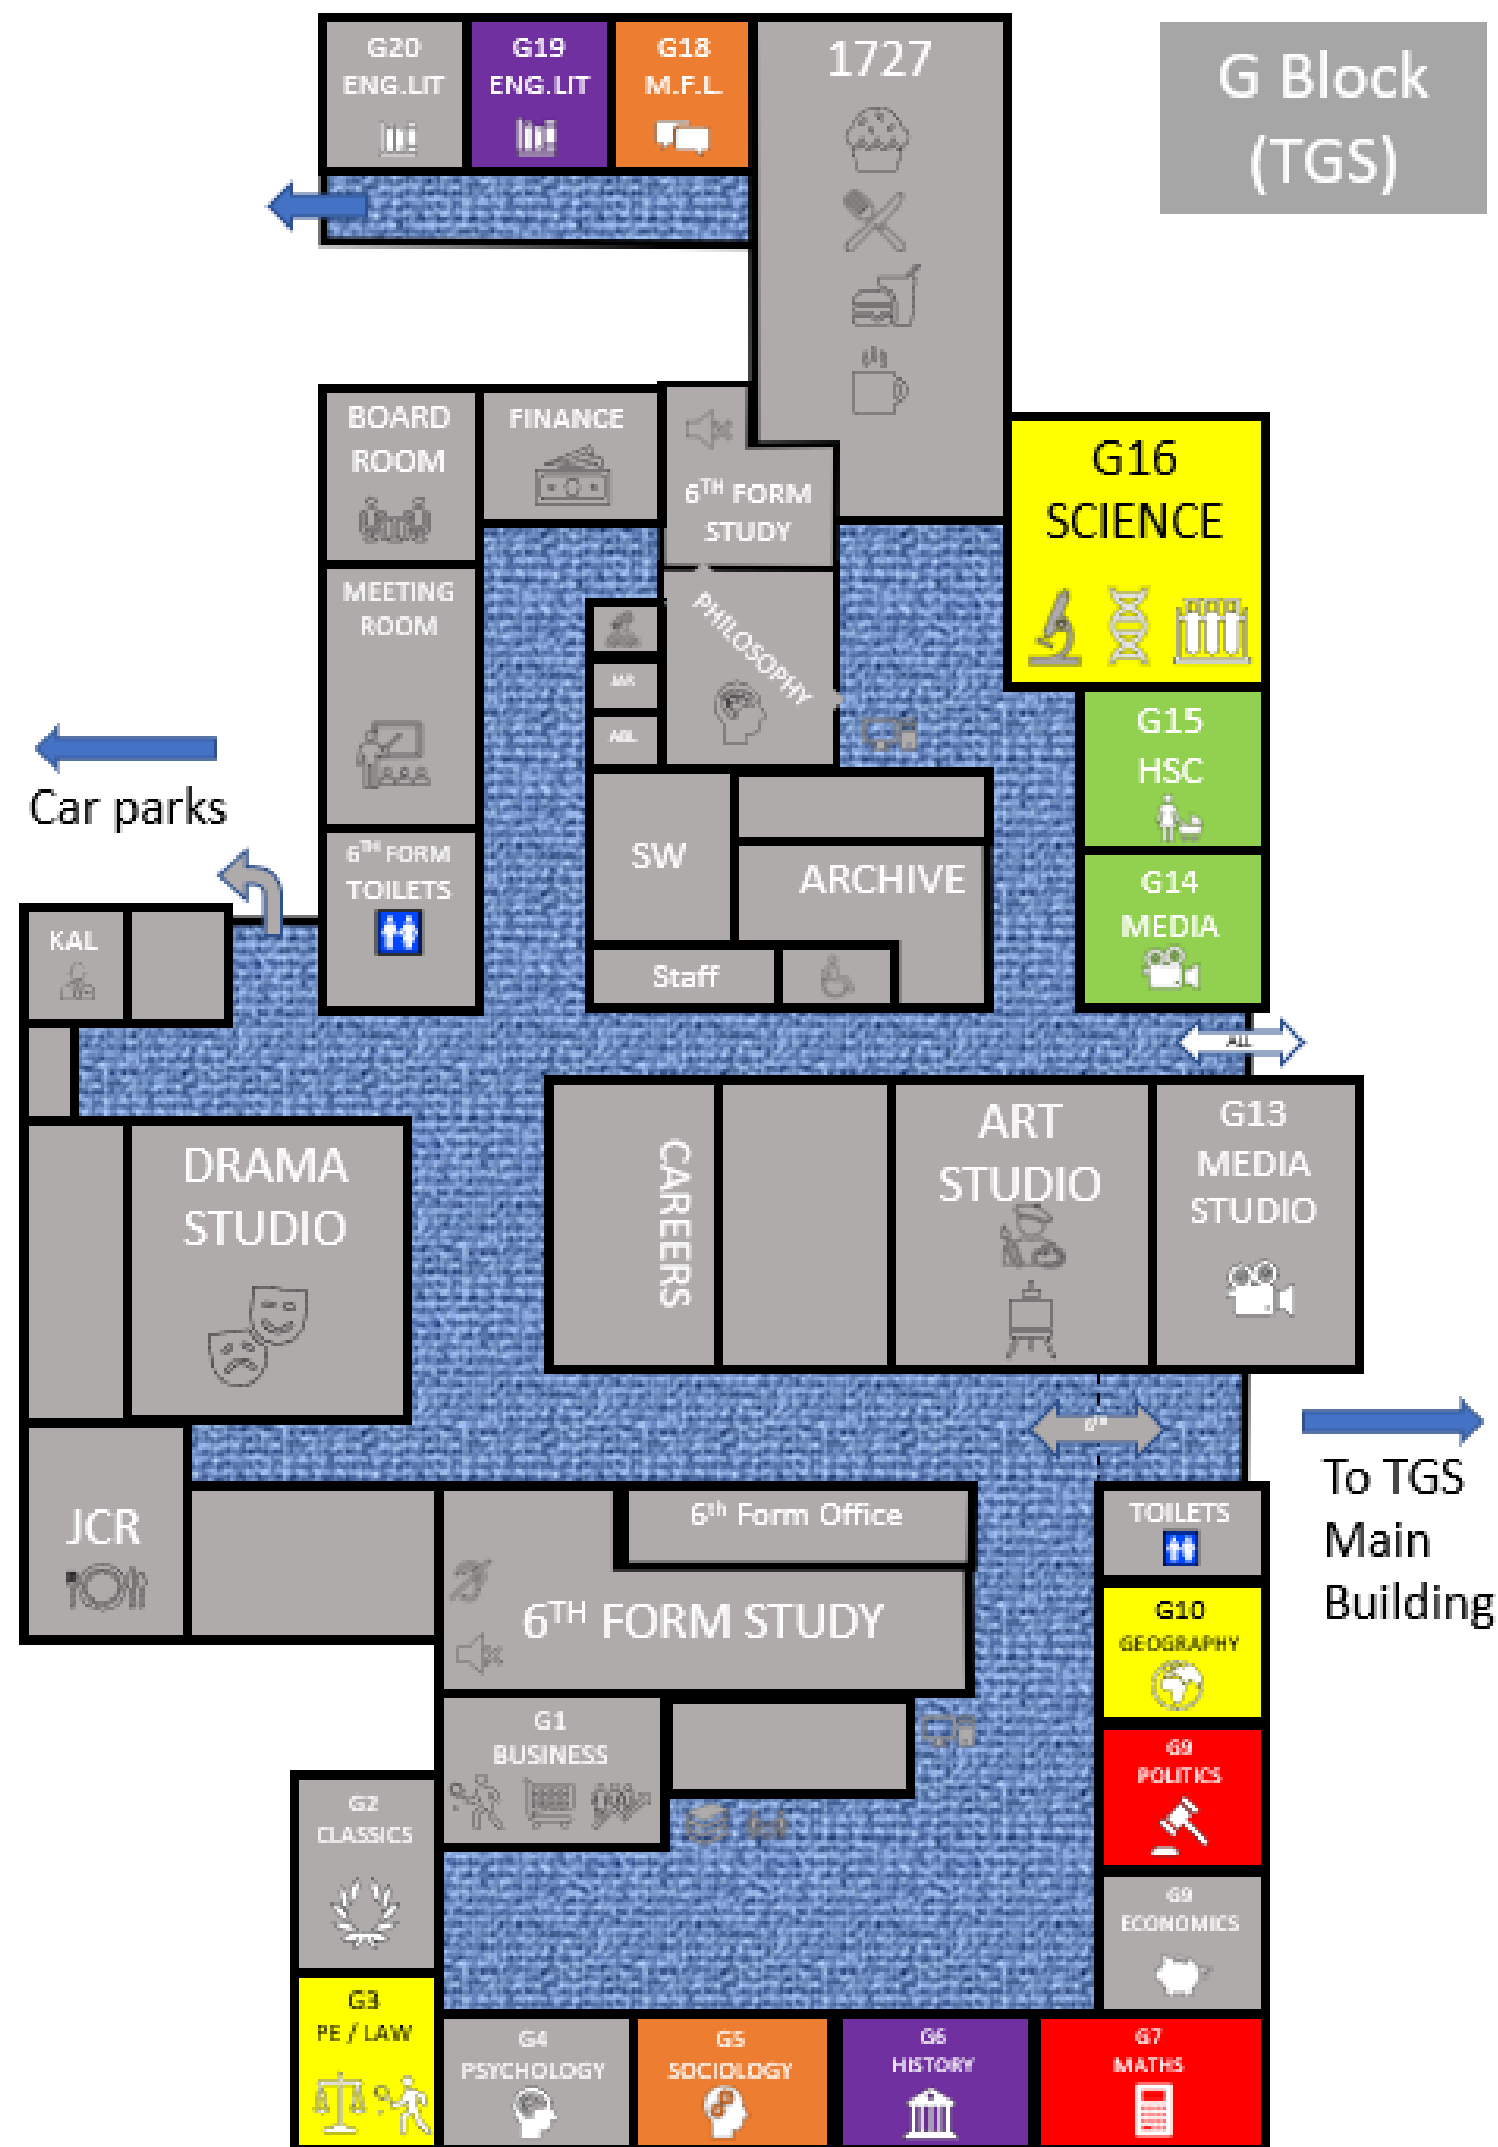 G20
ENG.LIT
G19
ENG.LIT
G18
M.F.L.
1727
G Block
(TGS)
BOARD
ROOM
FINANCE
6TH FORM
STUDY
G16
SCIENCE
MEETING
ROOM
PHILOSOPHY
G15
HSC
Car parks
6TH FORM
TOILETS
SW
ARCHIVE
G14
MEDIA
KAL
Staff
ALL
DRAMA
STUDIO
CAREERS
ART
STUDIO
G13
MEDIA
STUDIO
6TH
To TGS
Main
Building
JCR
6th Form Office
TOILETS
6TH FORM STUDY
G10
GEOGRAPHY
G1
BUSINESS
G9
POLITICS
G2
CLASSICS
G9
ECONOMICS
G3
PE / LAW
G4
PSYCHOLOGY
G5
SOCIOLOGY
G6
HISTORY
G7
MATHS